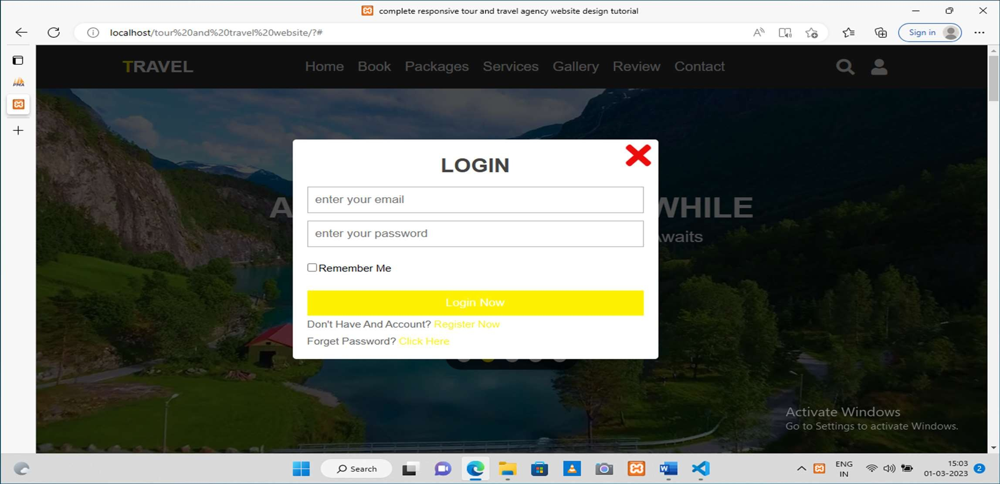 complete responsive tour and travel agency website design tutorial
localhost/tour%20and%20travel%20website/?#
Sign in
PMA
TRAVEL
Home Book Packages Services Gallery Review Contact
LOGIN
enter your email
WHILE
enter your password
Awaits
Remember Me
Login Now
Don't Have And Account? Register Now
Forget Password? Click Here
Activate Windows
Go to Settings to activate Windows.
Search
ENG
IN
15:03
01-03-2023
2